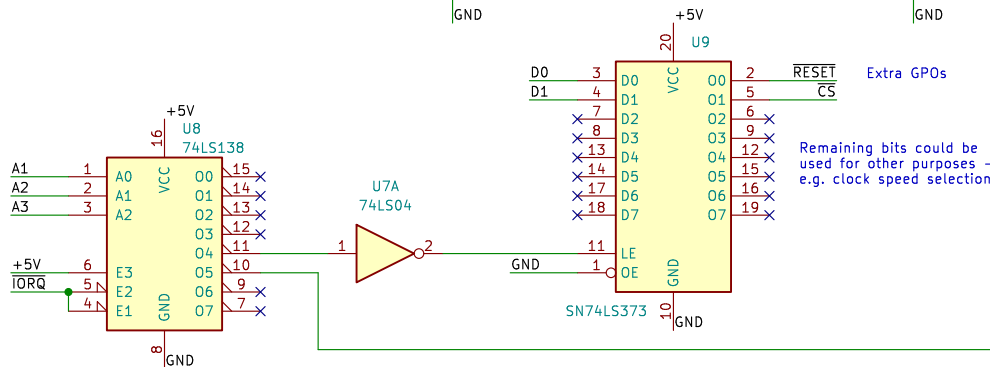 GND
GND
+5V
U9
20
VCC
D0
D1
3
4
7
8
13
14
17
18
D0
D1
D2
D3
D4
D5
D6
D7
O0
O1
O2
O3
O4
O5
O6
O7
2
5
6
9
12
15
16
19
RESET
CS
Extra GPOs
Remaining bits could be
used for other purposes -
e.g. clock speed selection
11
LE
GND
1
OE
GND
SN74LS373
10
GND
+5V
U8
74LS138
16
VCC
A1
A2
A3
1
2
3
A0
A1
A2
O0
O1
O2
O3
O4
O5
O6
O7
15
14
13
12
11
10
9
7
+5V
IORQ
6
5
4
E3
E2
E1
GND
8
GND
U7A
74LS04
1
2